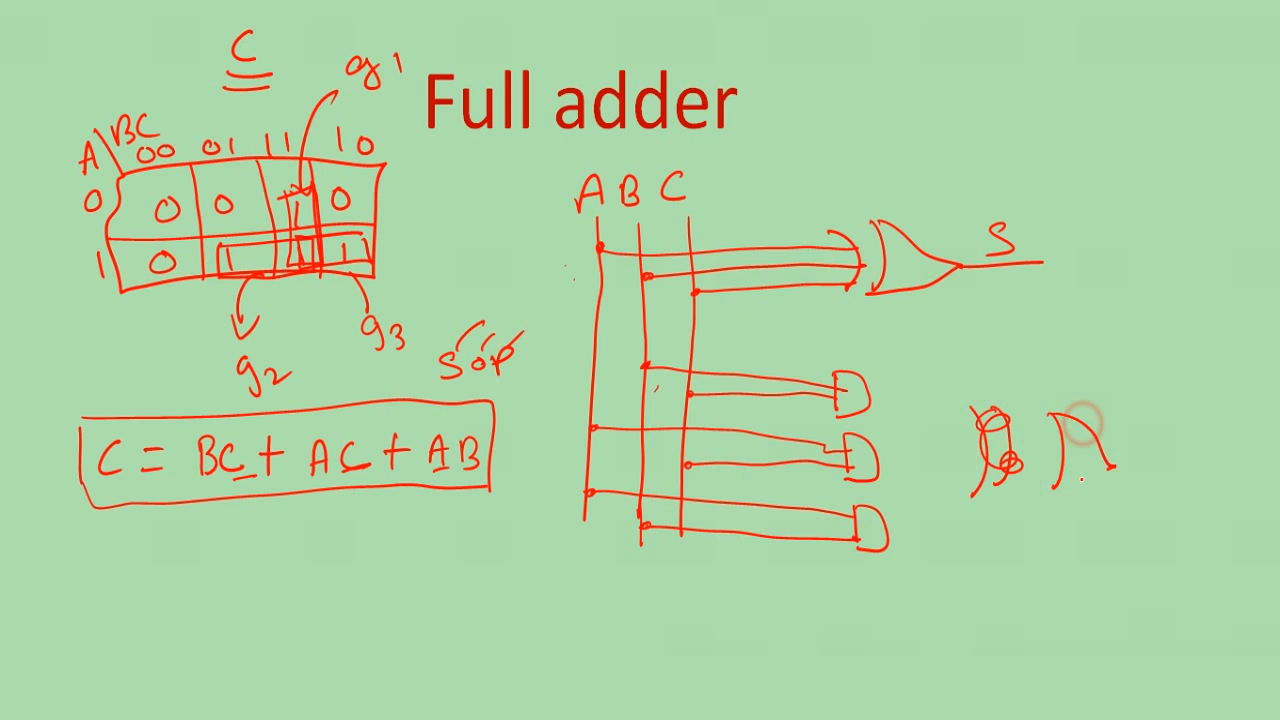 Full adder
C
g1
A\BC 00 01 11 10
0 0 0 1 0
1 0 1 1 1
g2
g3
SOP
C = BC + AC + AB
A B C
S